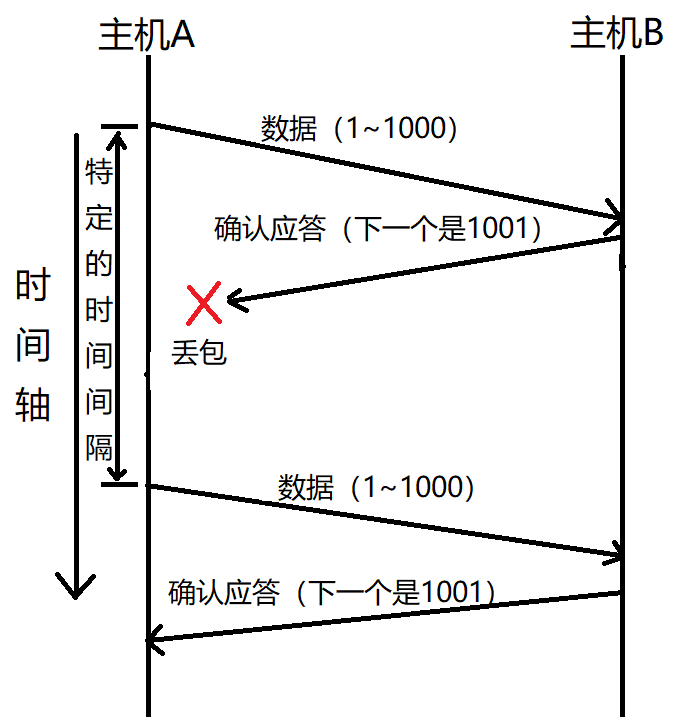 主机A
主机B
数据（1~1000）
特定的时间间隔
确认应答（下一个是1001）
时间轴
丢包
数据（1~1000）
确认应答（下一个是1001）